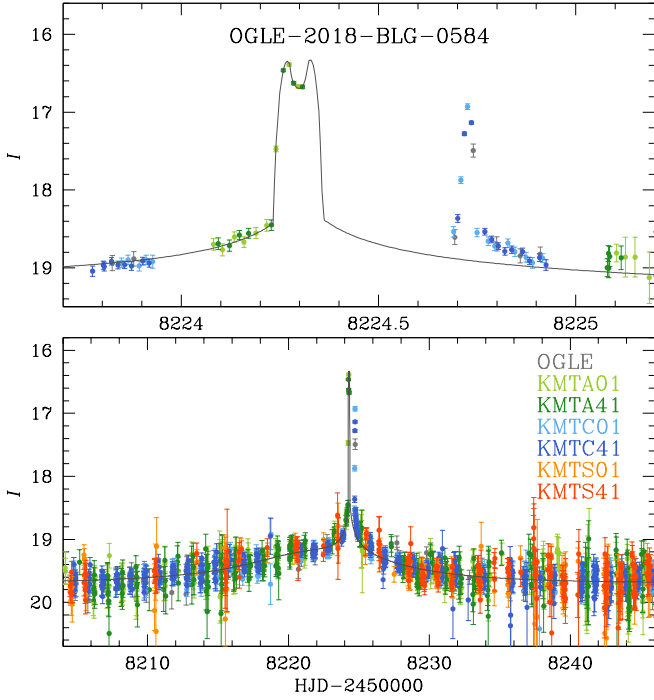 OGLE-2018-BLG-0584
16
17
18
19
I
8224
8224.5
8225
16
17
18
19
20
I
OGLE
KMTA01
KMTA41
KMTC01
KMTC41
KMTS01
KMTS41
8210
8220
8230
8240
HJD-2450000